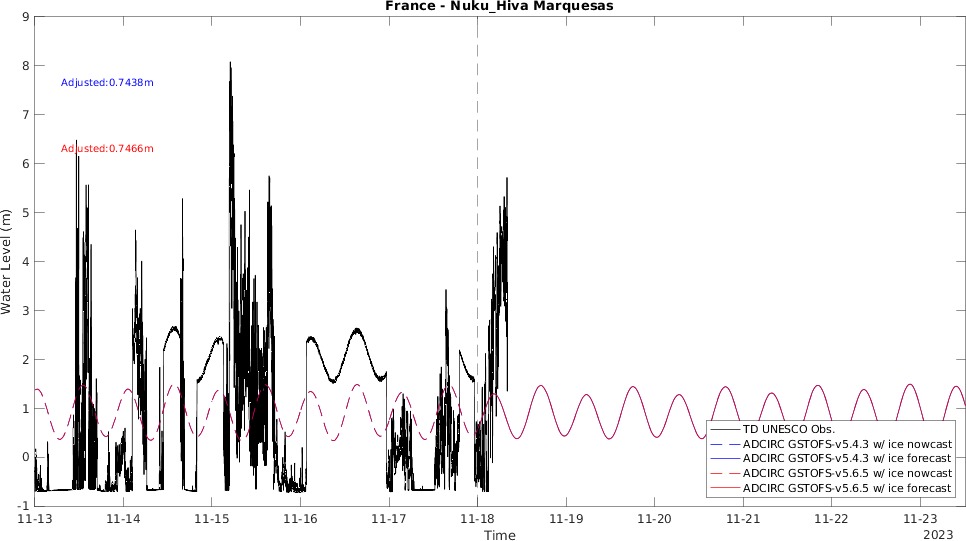 France - Nuku_Hiva Marquesas
9
8
7
6
5
4
3
2
1
0
-1
Water Level (m)
Adjusted:0.7438m
Adjusted:0.7466m
TD UNESCO Obs.
ADCIRC GSTOFS-v5.4.3 w/ ice nowcast
ADCIRC GSTOFS-v5.4.3 w/ ice forecast
ADCIRC GSTOFS-v5.6.5 w/ ice nowcast
ADCIRC GSTOFS-v5.6.5 w/ ice forecast
11-13 11-14 11-15 11-16 11-17 11-18 11-19 11-20 11-21 11-22 11-23
Time
2023